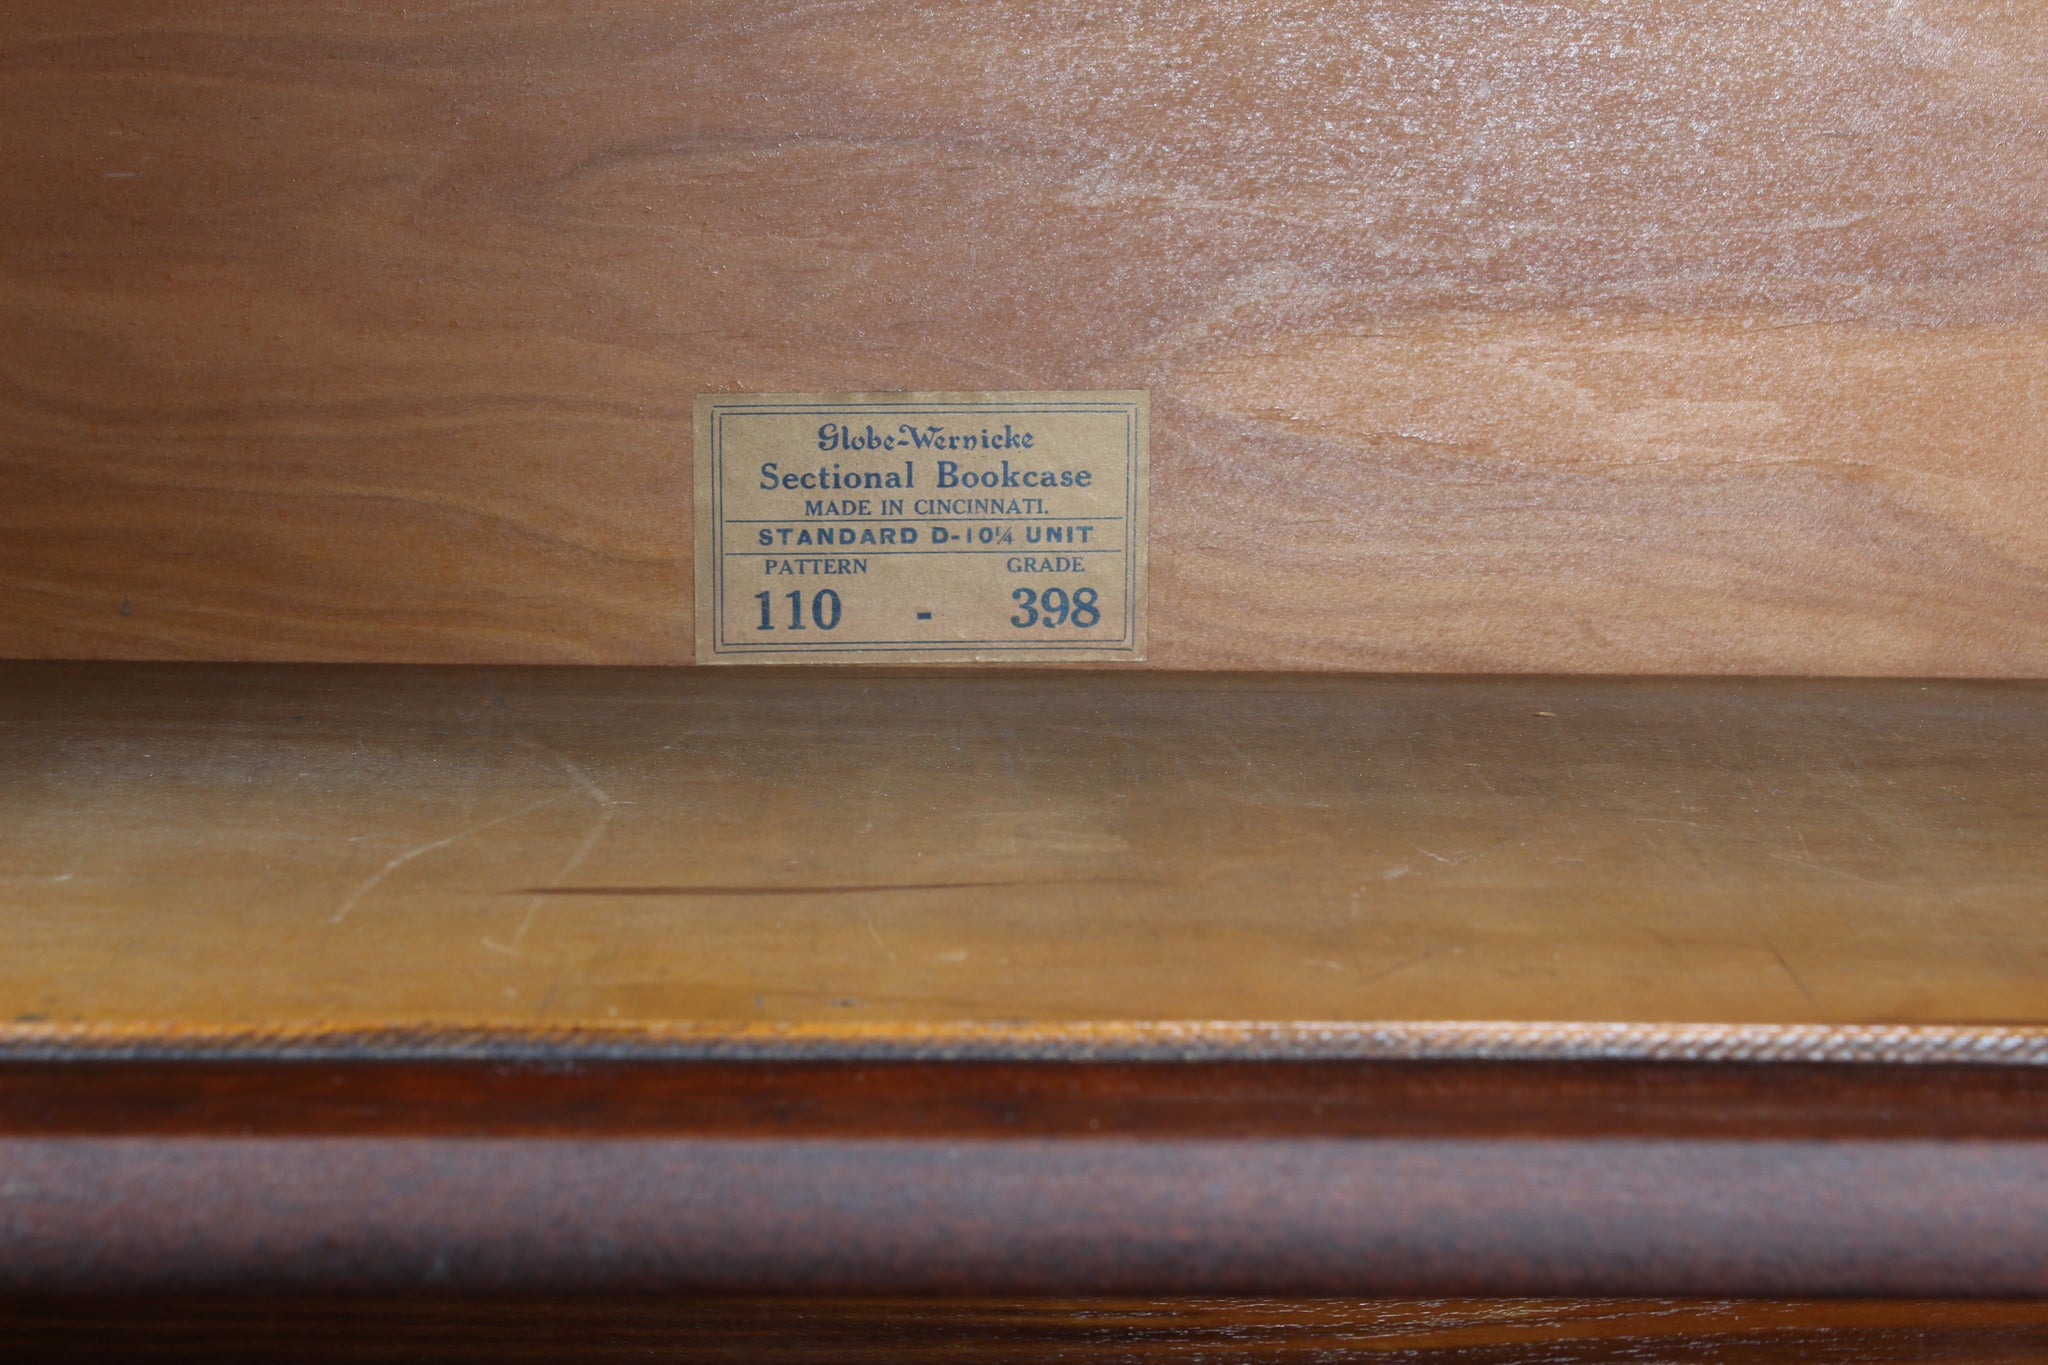 Globe-Wernicke
Sectional Bookcase
MADE IN CINCINNATI.
STANDARD D-10¼ UNIT
PATTERN GRADE
110 - 398